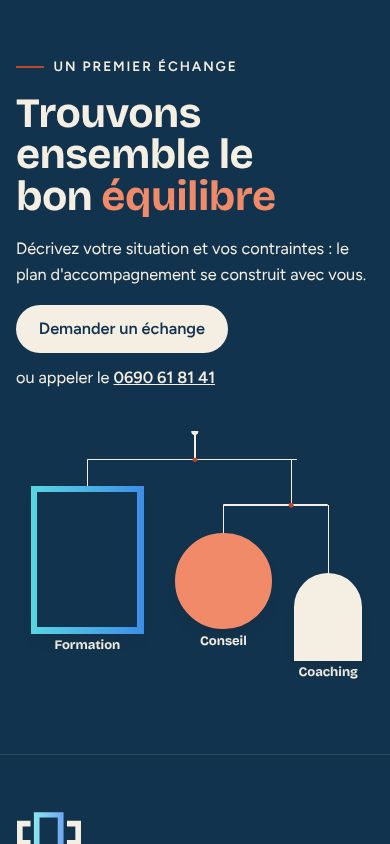 UN PREMIER ÉCHANGE
Trouvons
ensemble le
bon équilibre
Décrivez votre situation et vos contraintes : le
plan d'accompagnement se construit avec vous.
Demander un échange
ou appeler le 0690 61 81 41
Formation
Conseil
Coaching